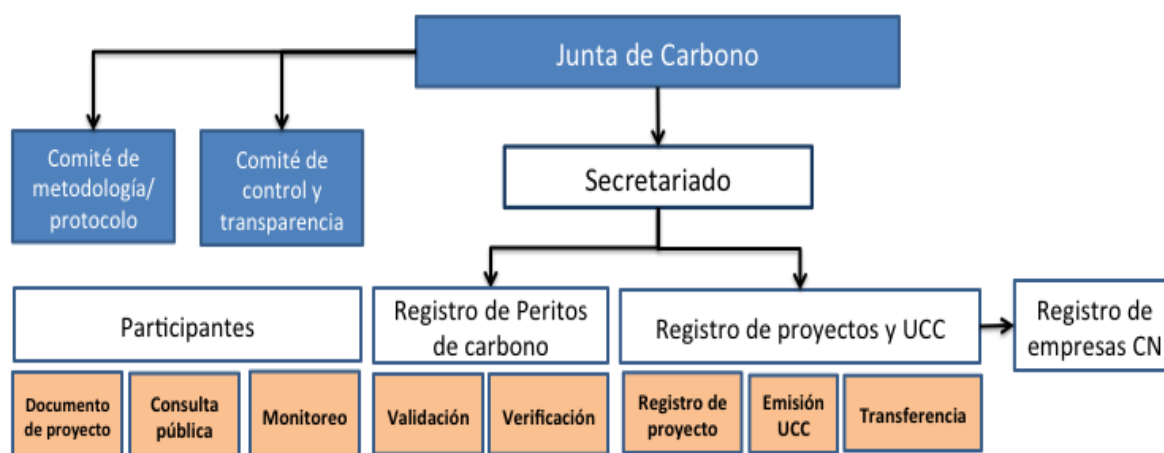 Junta de Carbono
Comité de
metodología/
protocolo
Comité de
control y
transparencia
Secretariado
Participantes
Registro de Peritos
de carbono
Registro de proyectos y UCC
Registro de
empresas CN
Documento
de proyecto
Consulta
pública
Monitoreo
Validación
Verificación
Registro de
proyecto
Emisión
UCC
Transferencia